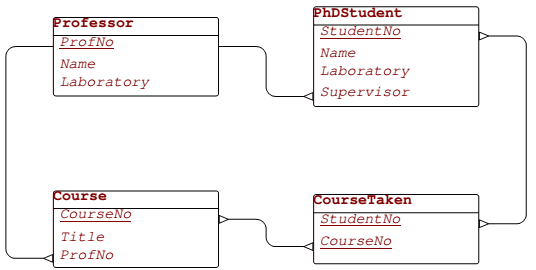 Professor
ProfNo
Name
Laboratory
PhDStudent
StudentNo
Name
Laboratory
Supervisor
Course
CourseNo
Title
ProfNo
CourseTaken
StudentNo
CourseNo